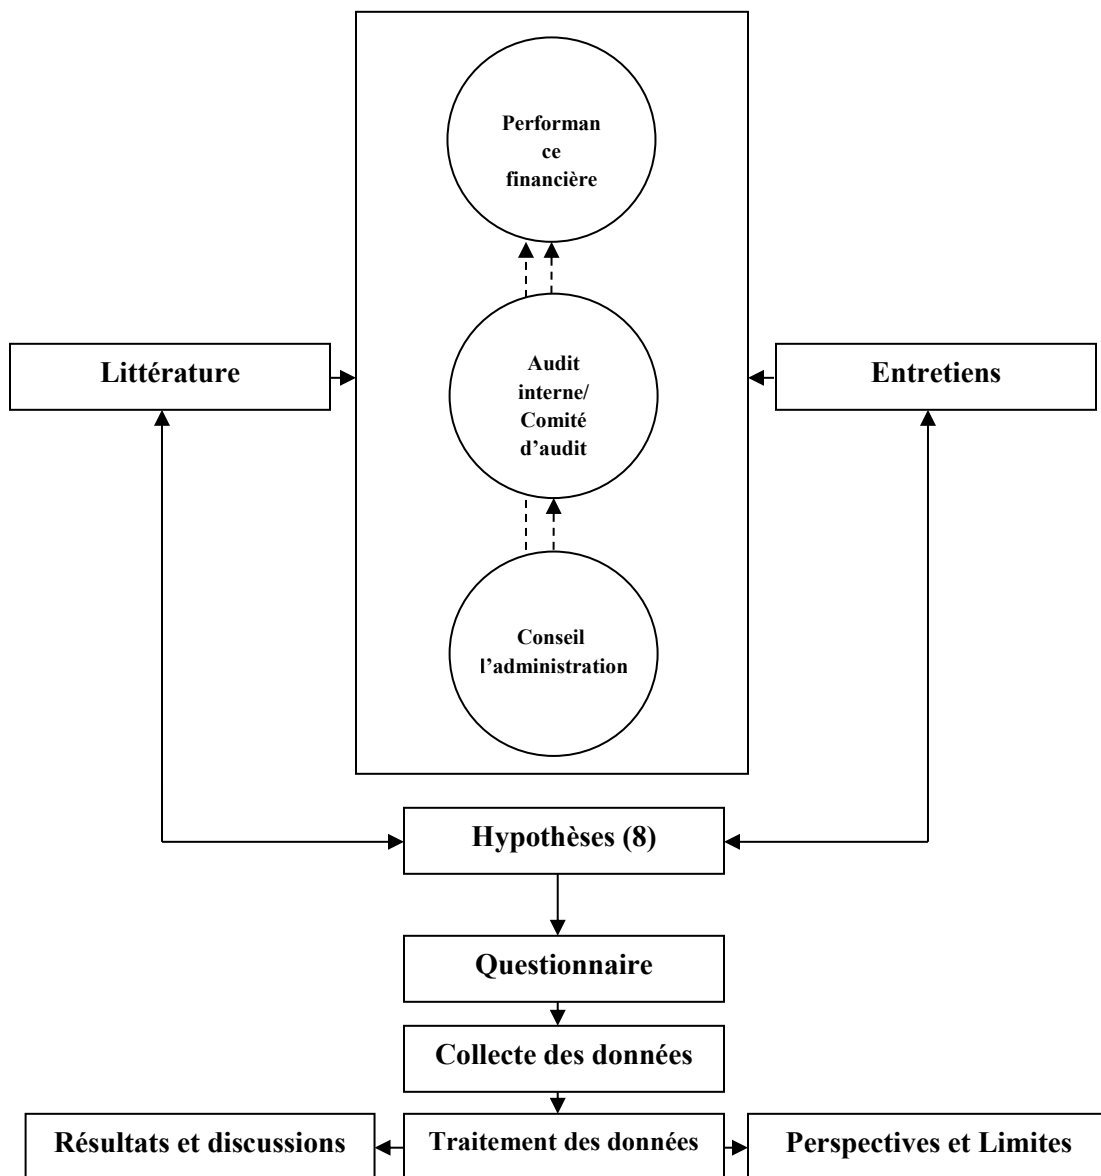 Performan
ce
financière
Littérature
Audit
interne/
Comité
d’audit
Entretiens
Conseil
l’administration
Hypothèses (8)
Questionnaire
Collecte des données
Résultats et discussions
Traitement des données
Perspectives et Limites